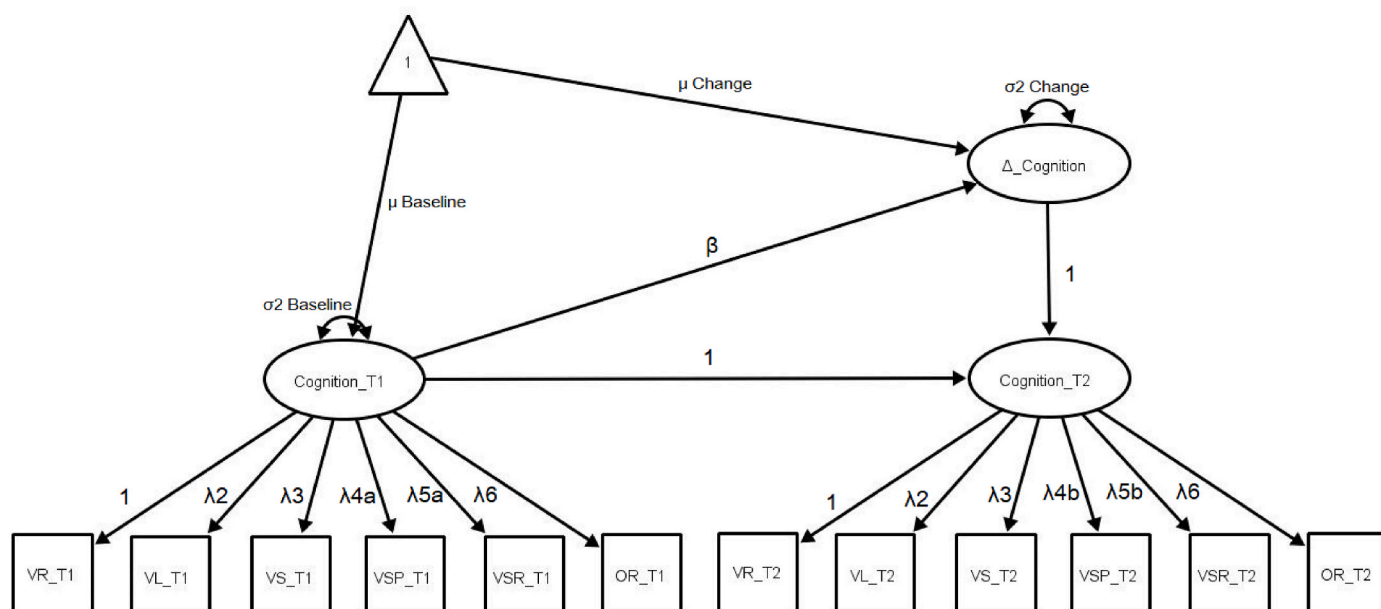 1
μ Change
σ2 Change
Δ_Cognition
μ Baseline
β
σ2 Baseline
1
Cognition_T1
1
Cognition_T2
1
λ2
λ3
λ4a
λ5a
λ6
1
λ2
λ3
λ4b
λ5b
λ6
VR_T1
VL_T1
VS_T1
VSP_T1
VSR_T1
OR_T1
VR_T2
VL_T2
VS_T2
VSP_T2
VSR_T2
OR_T2